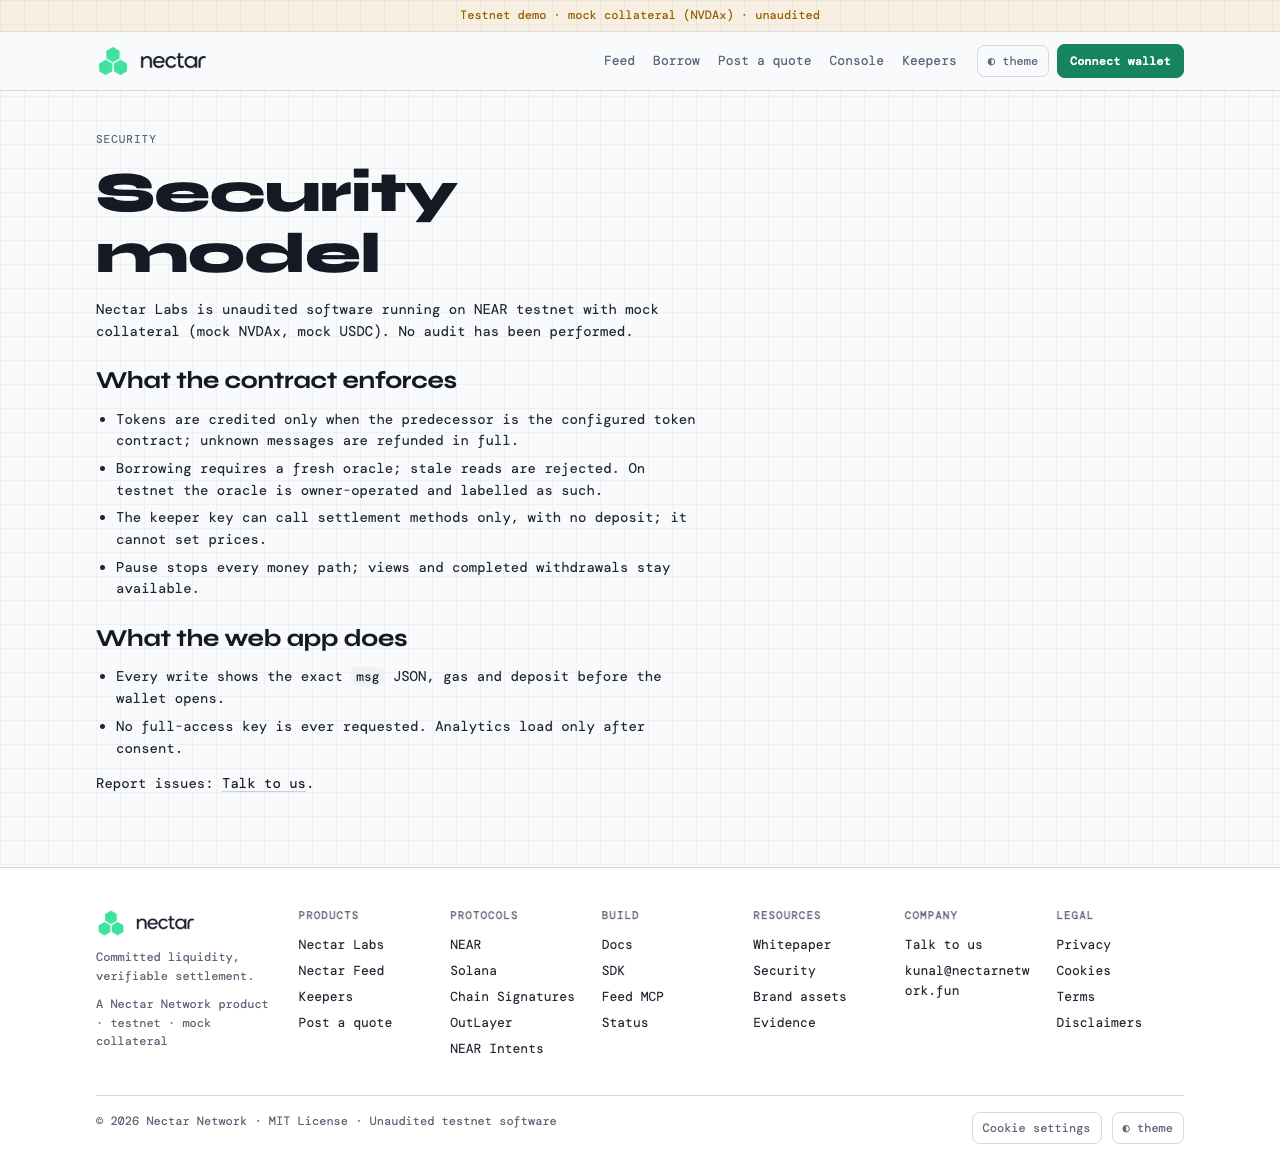 Testnet demo · mock collateral (NVDAx) · unaudited
nectar
Feed Borrow Post a quote Console Keepers ◐ theme Connect wallet
SECURITY
Security
model
Nectar Labs is unaudited software running on NEAR testnet with mock
collateral (mock NVDAx, mock USDC). No audit has been performed.
What the contract enforces
• Tokens are credited only when the predecessor is the configured token
contract; unknown messages are refunded in full.
• Borrowing requires a fresh oracle; stale reads are rejected. On
testnet the oracle is owner-operated and labelled as such.
• The keeper key can call settlement methods only, with no deposit; it
cannot set prices.
• Pause stops every money path; views and completed withdrawals stay
available.
What the web app does
• Every write shows the exact msg JSON, gas and deposit before the
wallet opens.
• No full-access key is ever requested. Analytics load only after
consent.
Report issues: Talk to us.
nectar
Committed liquidity,
verifiable settlement.
A Nectar Network product
· testnet · mock
collateral
PRODUCTS
Nectar Labs
Nectar Feed
Keepers
Post a quote
PROTOCOLS
NEAR
Solana
Chain Signatures
OutLayer
NEAR Intents
BUILD
Docs
SDK
Feed MCP
Status
RESOURCES
Whitepaper
Security
Brand assets
Evidence
COMPANY
Talk to us
kunal@nectarnetw
ork.fun
LEGAL
Privacy
Cookies
Terms
Disclaimers
© 2026 Nectar Network · MIT License · Unaudited testnet software
Cookie settings ◐ theme